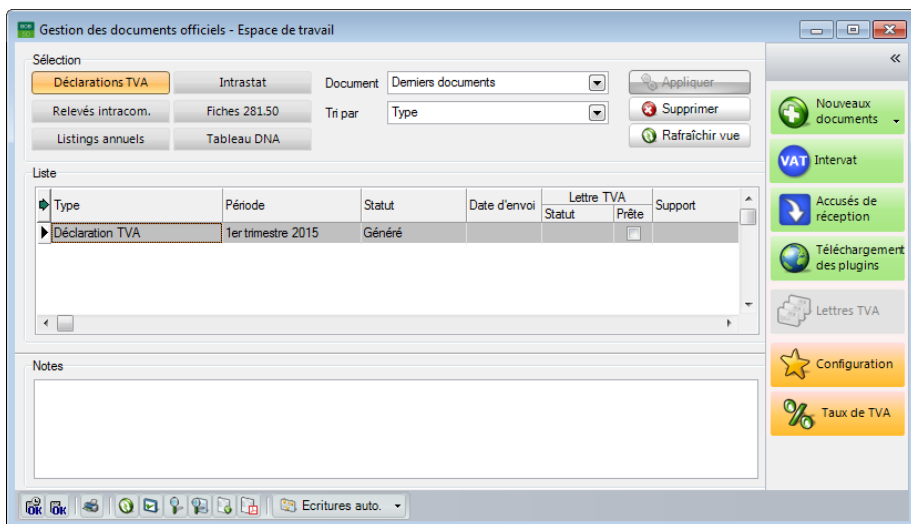 Gestion des documents officiels - Espace de travail
Sélection
Déclarations TVA Intrastat Document Derniers documents Appliquer
Relevés intracom. Fiches 281.50 Tri par Type Supprimer
Listings annuels Tableau DNA Rafraîchir vue
Liste
Type Période Statut Date d'envoi Lettre TVA Support
Statut Prête
Déclaration TVA 1er trimestre 2015 Généré
Notes
OK OK Ecritures auto.
«
Nouveaux
documents
VAT Intervat
Accusés de
réception
Téléchargement
des plugins
Lettres TVA
Configuration
Taux de TVA